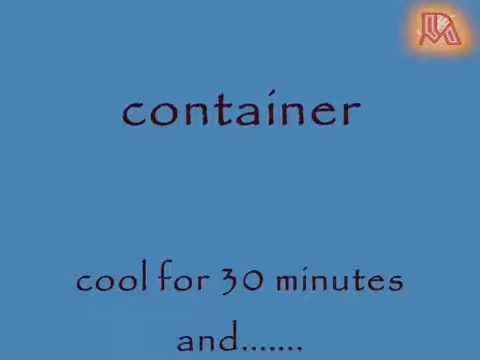 container
cool for 30 minutes
and.......